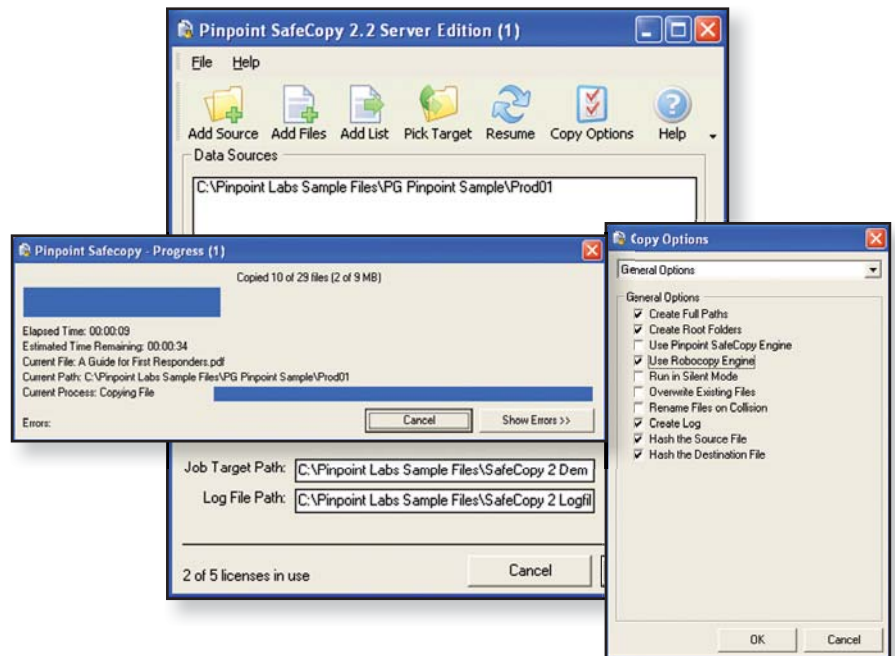 Pinpoint SafeCopy 2.2 Server Edition (1)
File Help
Add Source Add Files Add List Pick Target Resume Copy Options Help
Data Sources
C:\Pinpoint Labs Sample Files\PG Pinpoint Sample\Prod01
Pinpoint Safecopy - Progress (1)
Copied 10 of 29 files (2 of 9 MB)
Elapsed Time: 00:00:09
Estimated Time Remaining: 00:00:34
Current File: A Guide for First Responders.pdf
Current Path: C:\Pinpoint Labs Sample Files\PG Pinpoint Sample\Prod01
Current Process: Copying File
Errors:
Cancel
Show Errors >>
Copy Options
General Options
General Options
Create Full Paths
Create Root Folders
Use Pinpoint SafeCopy Engine
Use Robocopy Engine
Run in Silent Mode
Overwrite Existing Files
Rename Files on Collision
Create Log
Hash the Source File
Hash the Destination File
OK
Cancel
Job Target Path: C:\Pinpoint Labs Sample Files\SafeCopy 2 Dem
Log File Path: C:\Pinpoint Labs Sample Files\SafeCopy 2 Logfil
2 of 5 licenses in use
Cancel